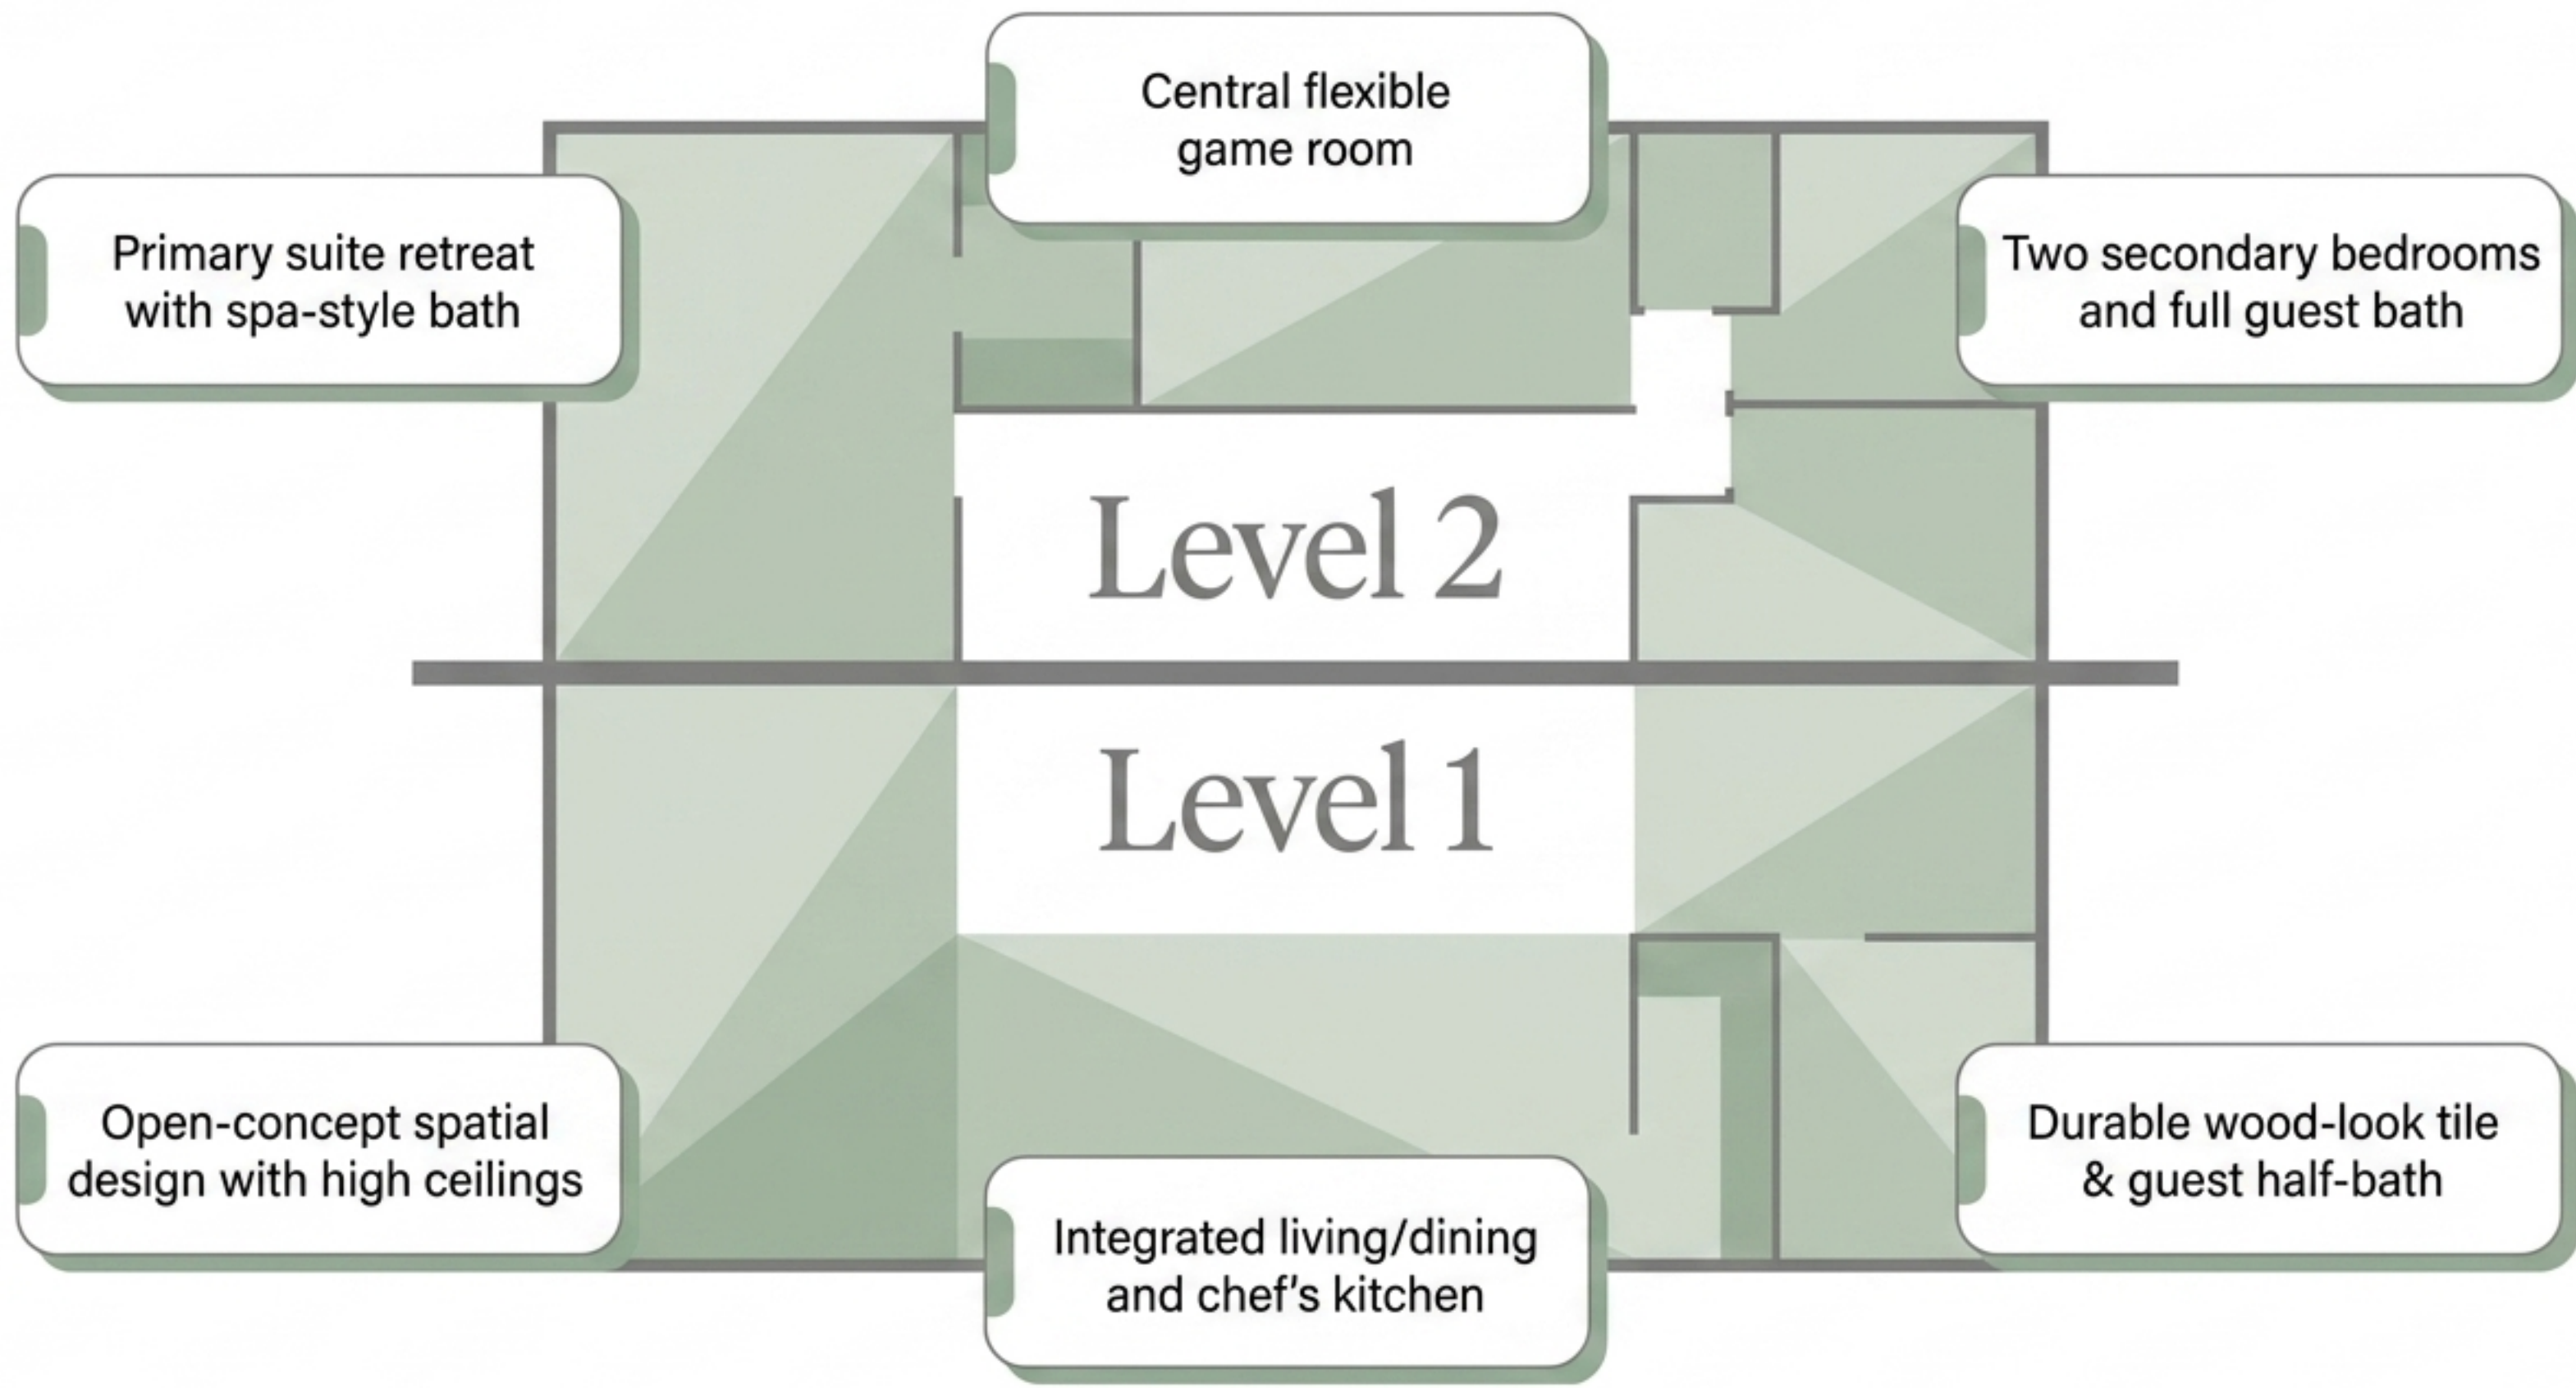 Central flexible
game room
Primary suite retreat
with spa-style bath
Two secondary bedrooms
and full guest bath
Level 2
Level 1
Open-concept spatial
design with high ceilings
Integrated living/dining
and chef's kitchen
Durable wood-look tile
& guest half-bath